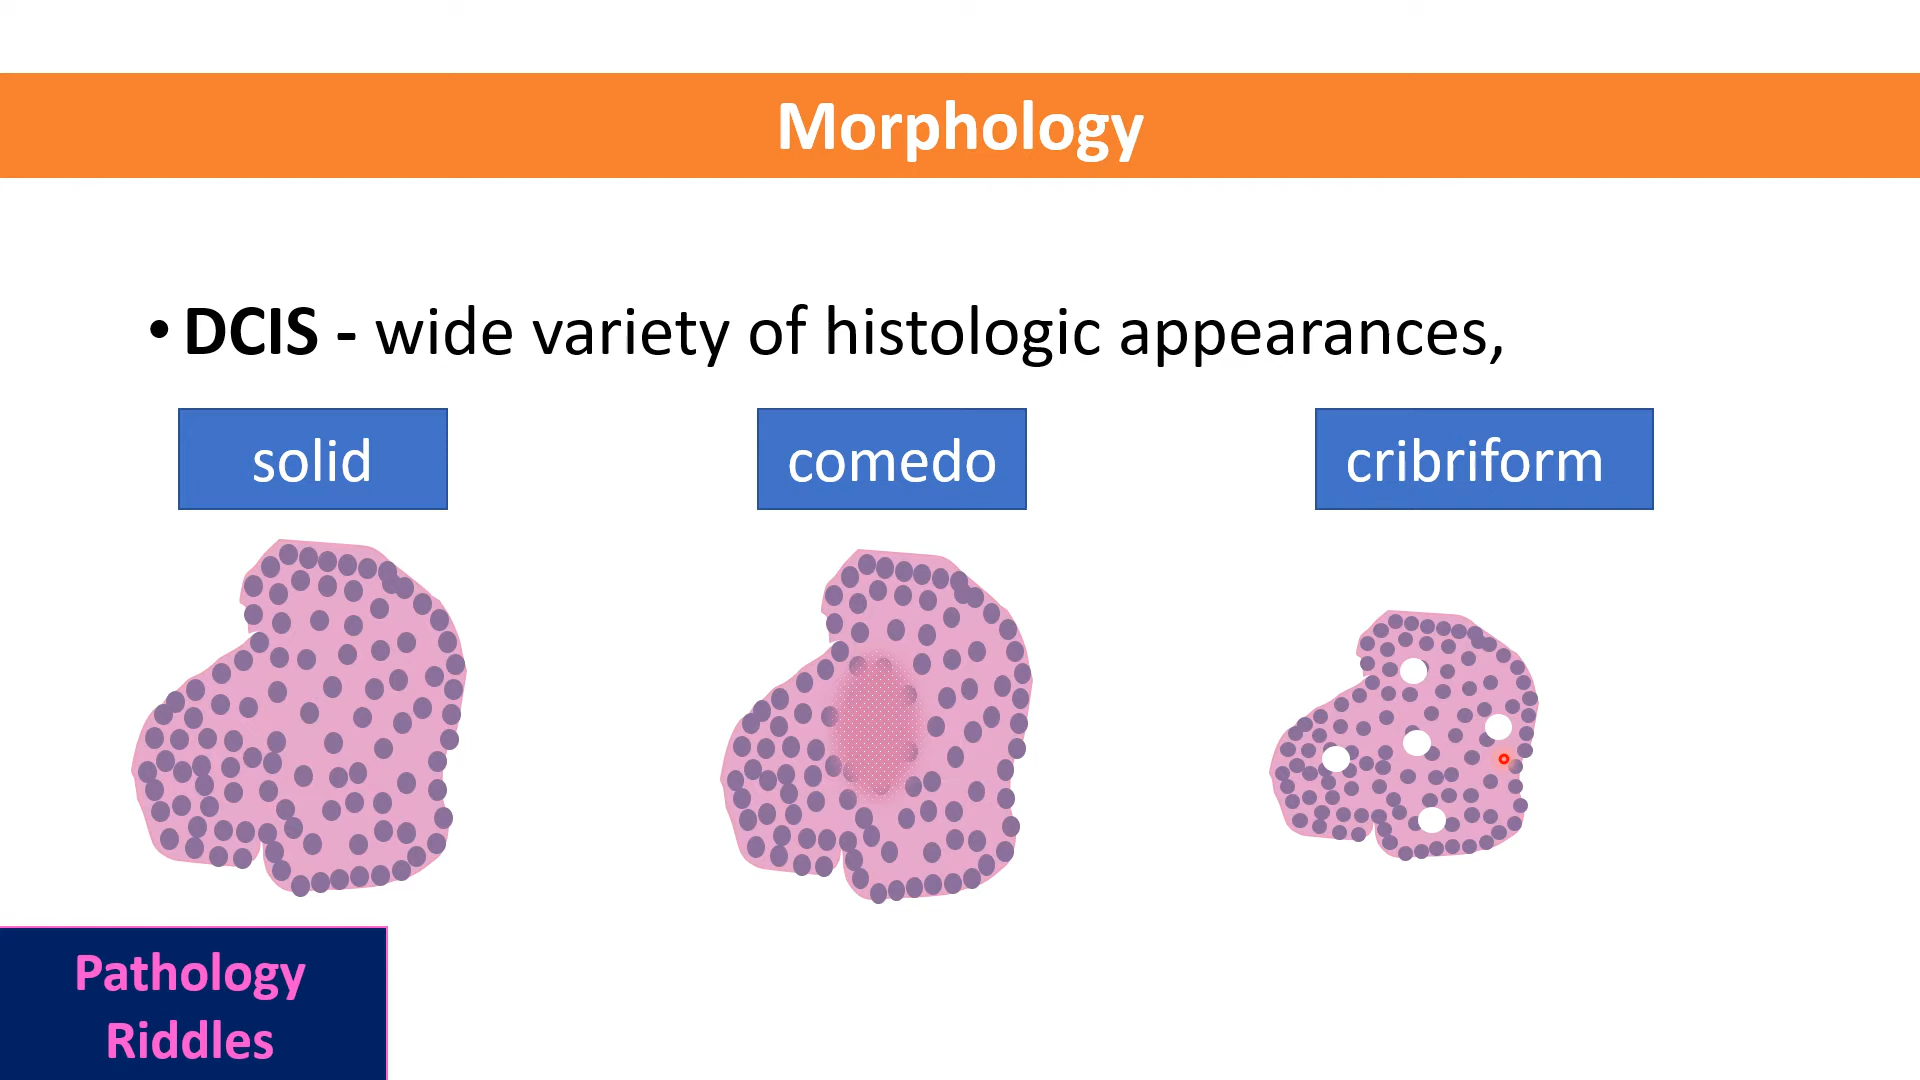 Morphology
• DCIS - wide variety of histologic appearances,
solid
comedo
cribriform
Pathology
Riddles